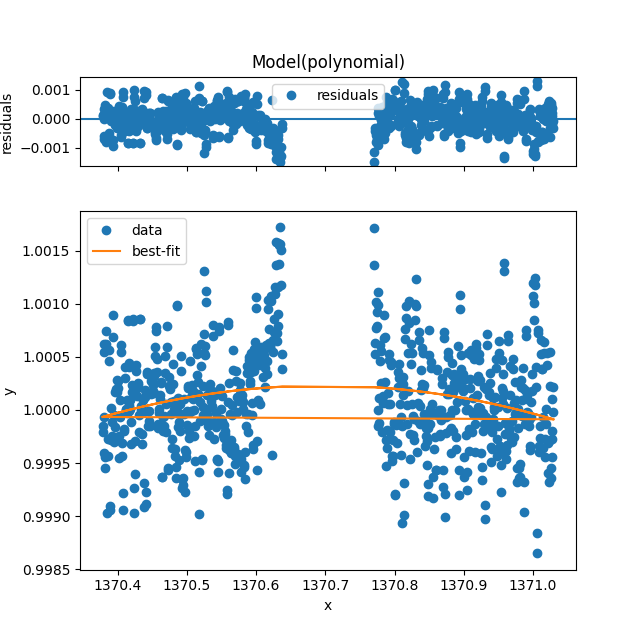 Model(polynomial)
residuals
0.001
0.000
−0.001
residuals
data
best-fit
y
1.0015
1.0010
1.0005
1.0000
0.9995
0.9990
0.9985
1370.4 1370.5 1370.6 1370.7 1370.8 1370.9 1371.0
x